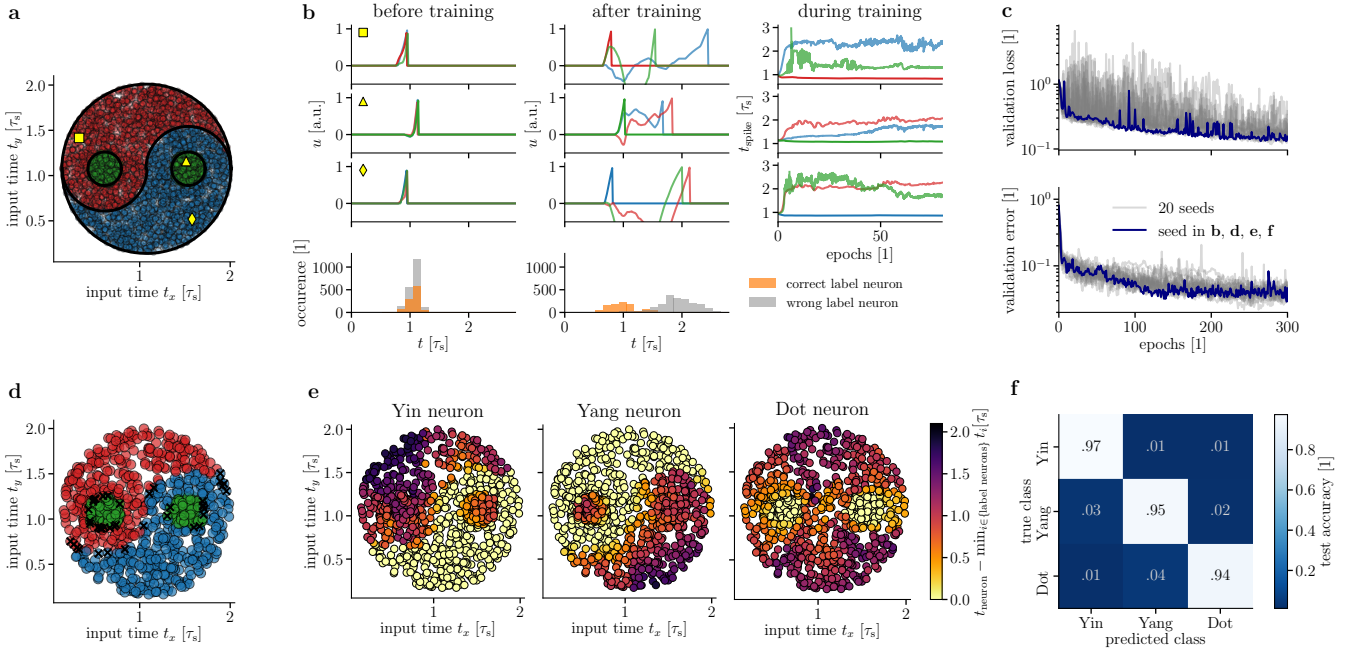 a
2.0
1.5
1.0
0.5
1
2
input time t_y [τ_s]
input time t_x [τ_s]
b
before training
after training
during training
1
0
1
0
1
0
u [a.u.]
1
0
1
0
1
0
u [a.u.]
3
2
1
3
2
1
3
2
1
t_spike [τ_s]
0
50
epochs [1]
occurence [1]
1000
500
0
0
2
t [τ_s]
1000
500
0
0
2
t [τ_s]
correct label neuron
wrong label neuron
c
validation loss [1]
10⁰
10⁻¹
validation error [1]
10⁻¹
20 seeds
seed in b, d, e, f
0
100
200
300
epochs [1]
d
2.0
1.5
1.0
0.5
1
2
input time t_y [τ_s]
input time t_x [τ_s]
e
Yin neuron
Yang neuron
Dot neuron
2.0
1.5
1.0
0.5
input time t_y [τ_s]
1
2
1
2
1
2
input time t_x [τ_s]
input time t_x [τ_s]
input time t_x [τ_s]
2.0
1.5
1.0
0.5
0.0
t_neuron − min_{i∈{label neurons}} t_i[τ_s]
f
true class
Yin
Yang
Dot
.97
.01
.01
.03
.95
.02
.01
.04
.94
Yin
Yang
Dot
predicted class
0.8
0.6
0.4
0.2
test accuracy [1]